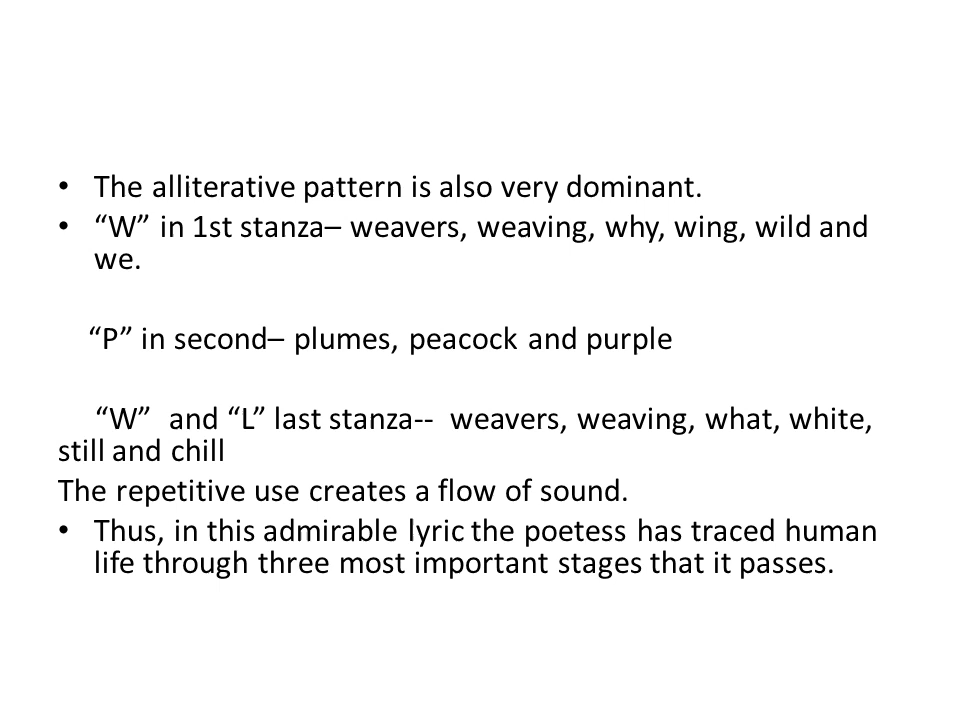 • The alliterative pattern is also very dominant.
• “W” in 1st stanza– weavers, weaving, why, wing, wild and
we.
“P” in second– plumes, peacock and purple
“W”  and “L” last stanza--  weavers, weaving, what, white,
still and chill
The repetitive use creates a flow of sound.
• Thus, in this admirable lyric the poetess has traced human
life through three most important stages that it passes.